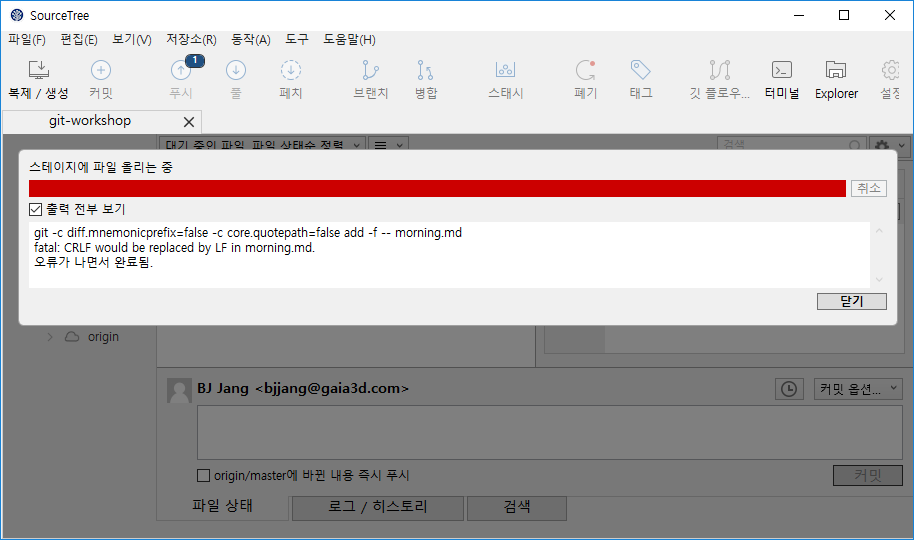 SourceTree
파일(F) 편집(E) 보기(V) 저장소(R) 동작(A) 도구 도움말(H)
1
복제 / 생성 커밋 푸시 풀 페치 브랜치 병합 스태시 폐기 태그 깃 플로우... 터미널 Explorer 설정
git-workshop
대기 중인 파일, 파일 상태순 정렬
검색
스테이지에 파일 올리는 중
취소
출력 전부 보기
git -c diff.mnemonicprefix=false -c core.quotepath=false add -f -- morning.md
fatal: CRLF would be replaced by LF in morning.md.
오류가 나면서 완료됨.
닫기
origin
BJ Jang <bjjang@gaia3d.com>
커밋 옵션...
origin/master에 바뀐 내용 즉시 푸시
커밋
파일 상태 로그 / 히스토리 검색